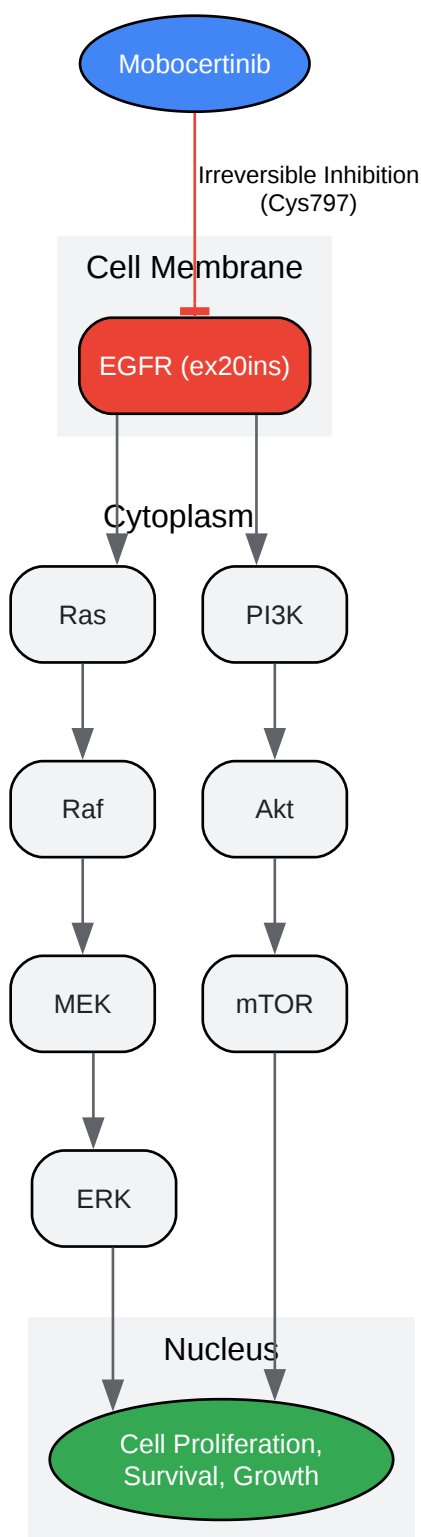 Mobocertinib
Irreversible Inhibition
(Cys797)
Cell Membrane
EGFR (ex20ins)
Cytoplasm
Ras
PI3K
Raf
Akt
MEK
mTOR
ERK
Nucleus
Cell Proliferation,
Survival, Growth